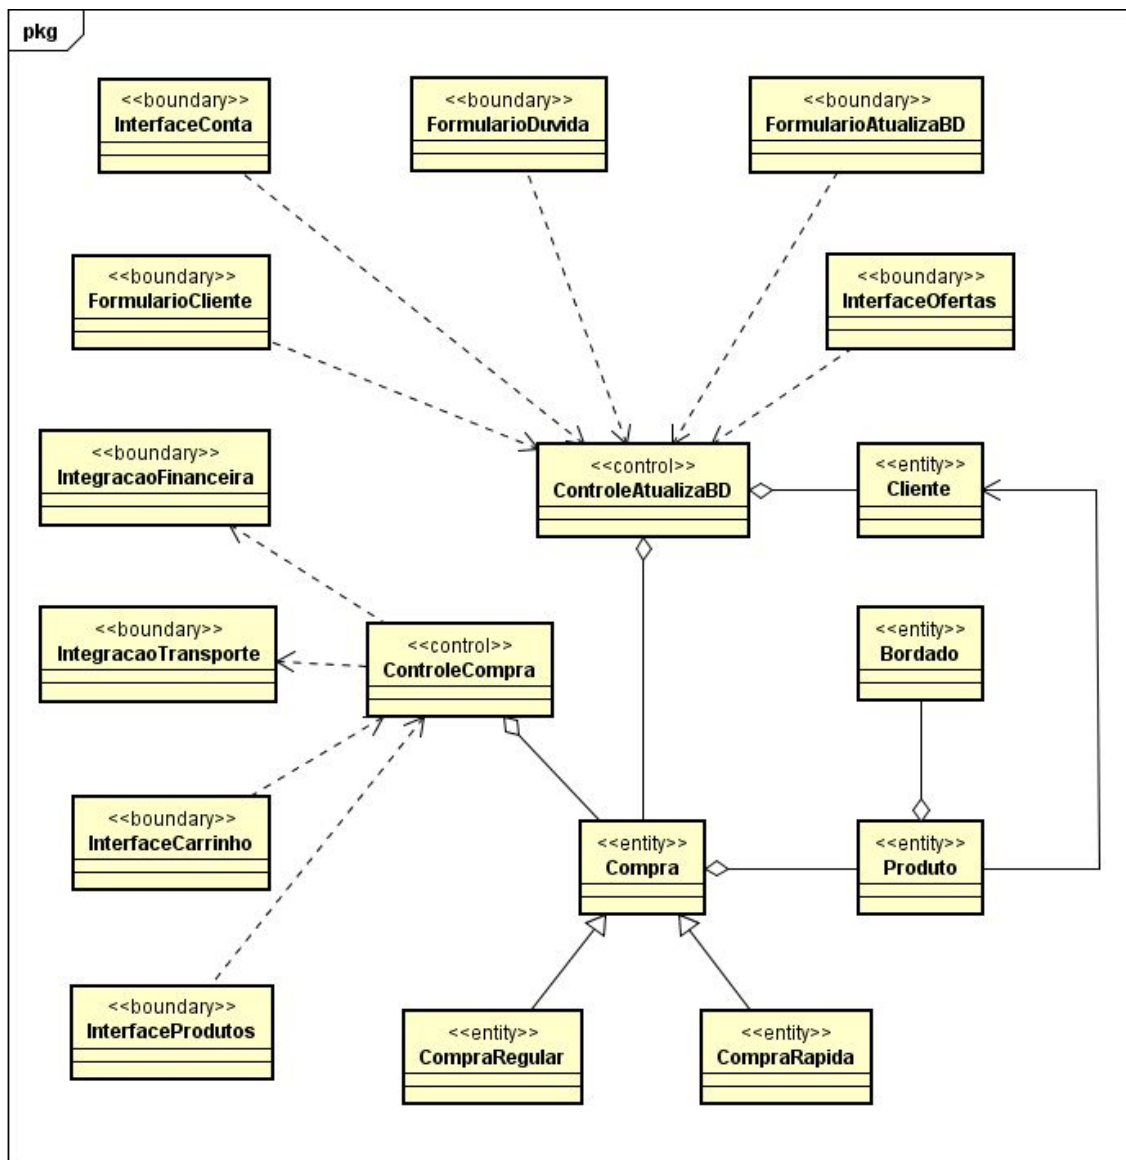 pkg
<<boundary>>
InterfaceConta
<<boundary>>
FormularioDuvida
<<boundary>>
FormularioAtualizaBD
<<boundary>>
FormularioCliente
<<boundary>>
InterfaceOfertas
<<boundary>>
IntegracaoFinanceira
<<control>>
ControleAtualizaBD
<<entity>>
Cliente
<<boundary>>
IntegracaoTransporte
<<control>>
ControleCompra
<<entity>>
Bordado
<<boundary>>
InterfaceCarrinho
<<entity>>
Compra
<<entity>>
Produto
<<boundary>>
InterfaceProdutos
<<entity>>
CompraRegular
<<entity>>
CompraRapida